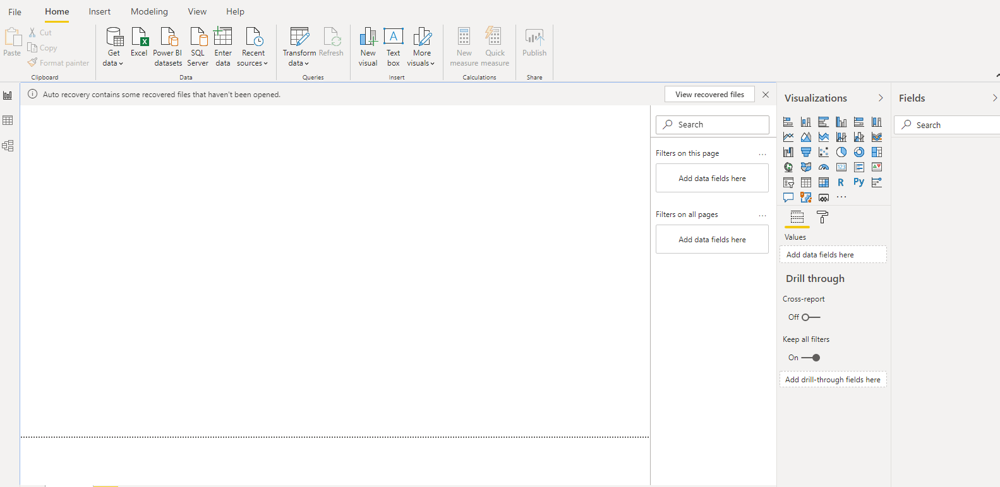 File Home Insert Modeling View Help
Paste
Cut
Copy
Format painter
Clipboard
Get
data
Excel
Power BI
datasets
SQL
Server
Enter
data
Recent
sources
Data
Transform
data
Refresh
Queries
New
visual
A
Text
box
More
visuals
Insert
New
measure
Quick
measure
Calculations
Publish
Share
Auto recovery contains some recovered files that haven't been opened.
View recovered files
Search
Filters on this page
...
Add data fields here
Filters on all pages
...
Add data fields here
Visualizations
123
R
Py
...
Values
Add data fields here
Drill through
Cross-report
Off
Keep all filters
On
Add drill-through fields here
Fields
Search